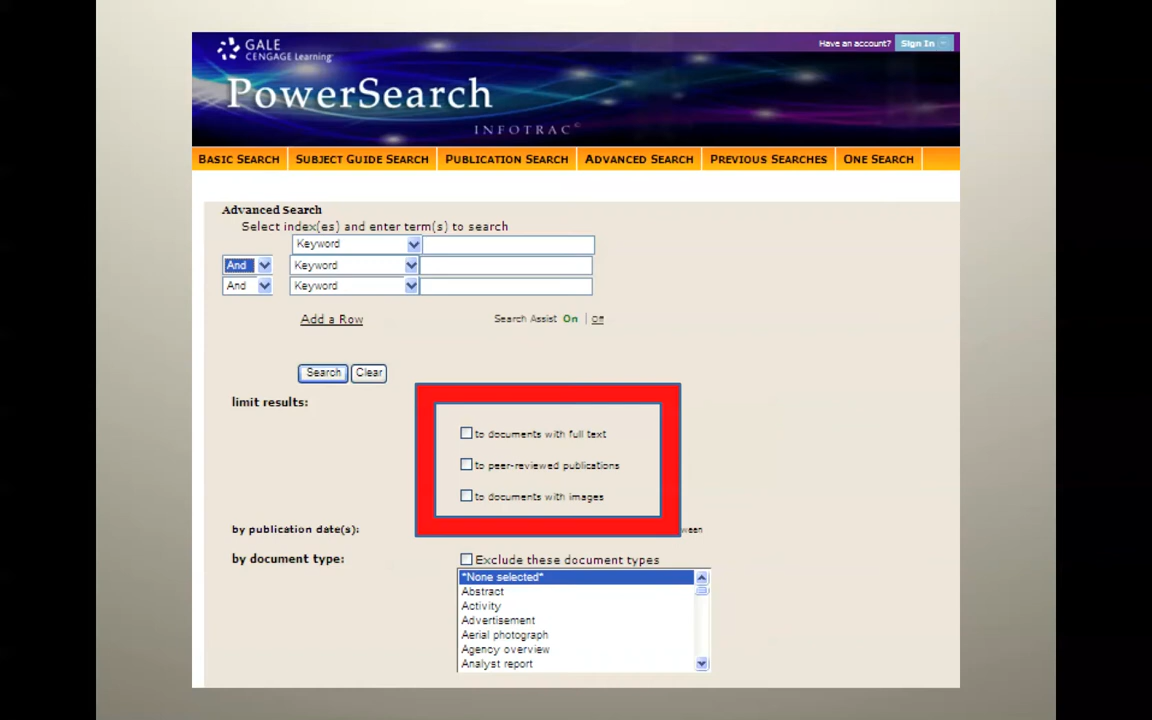 GALE
CENGAGE Learning
Have an account? Sign In
PowerSearch
INFOTRAC
BASIC SEARCH SUBJECT GUIDE SEARCH PUBLICATION SEARCH ADVANCED SEARCH PREVIOUS SEARCHES ONE SEARCH
Advanced Search
Select index(es) and enter term(s) to search
Keyword
And Keyword
And Keyword
Add a Row Search Assist On | Off
Search Clear
limit results:
to documents with full text
to peer-reviewed publications
to documents with images
by publication date(s): ween
by document type: Exclude these document types
*None selected*
Abstract
Activity
Advertisement
Aerial photograph
Agency overview
Analyst report